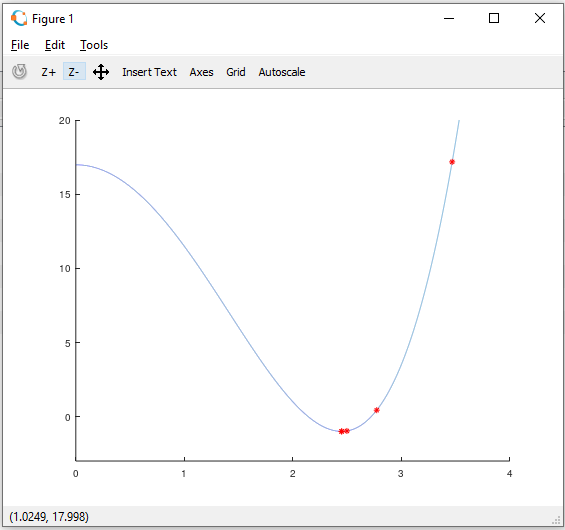 Figure 1
File Edit Tools
Z+ Z- Insert Text Axes Grid Autoscale
20
15
10
5
0
0 1 2 3 4
(1.0249, 17.998)